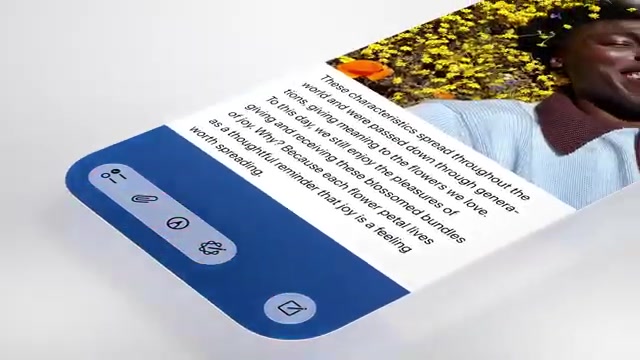 These characteristics spread throughout the
world and were passed down through genera-
tions, giving meaning to the flowers we love.
To this day, we still enjoy the pleasures of
giving and receiving these blossomed bundles
of joy. Why? Because each flower petal lives
as a thoughtful reminder that joy is a feeling
worth spreading.